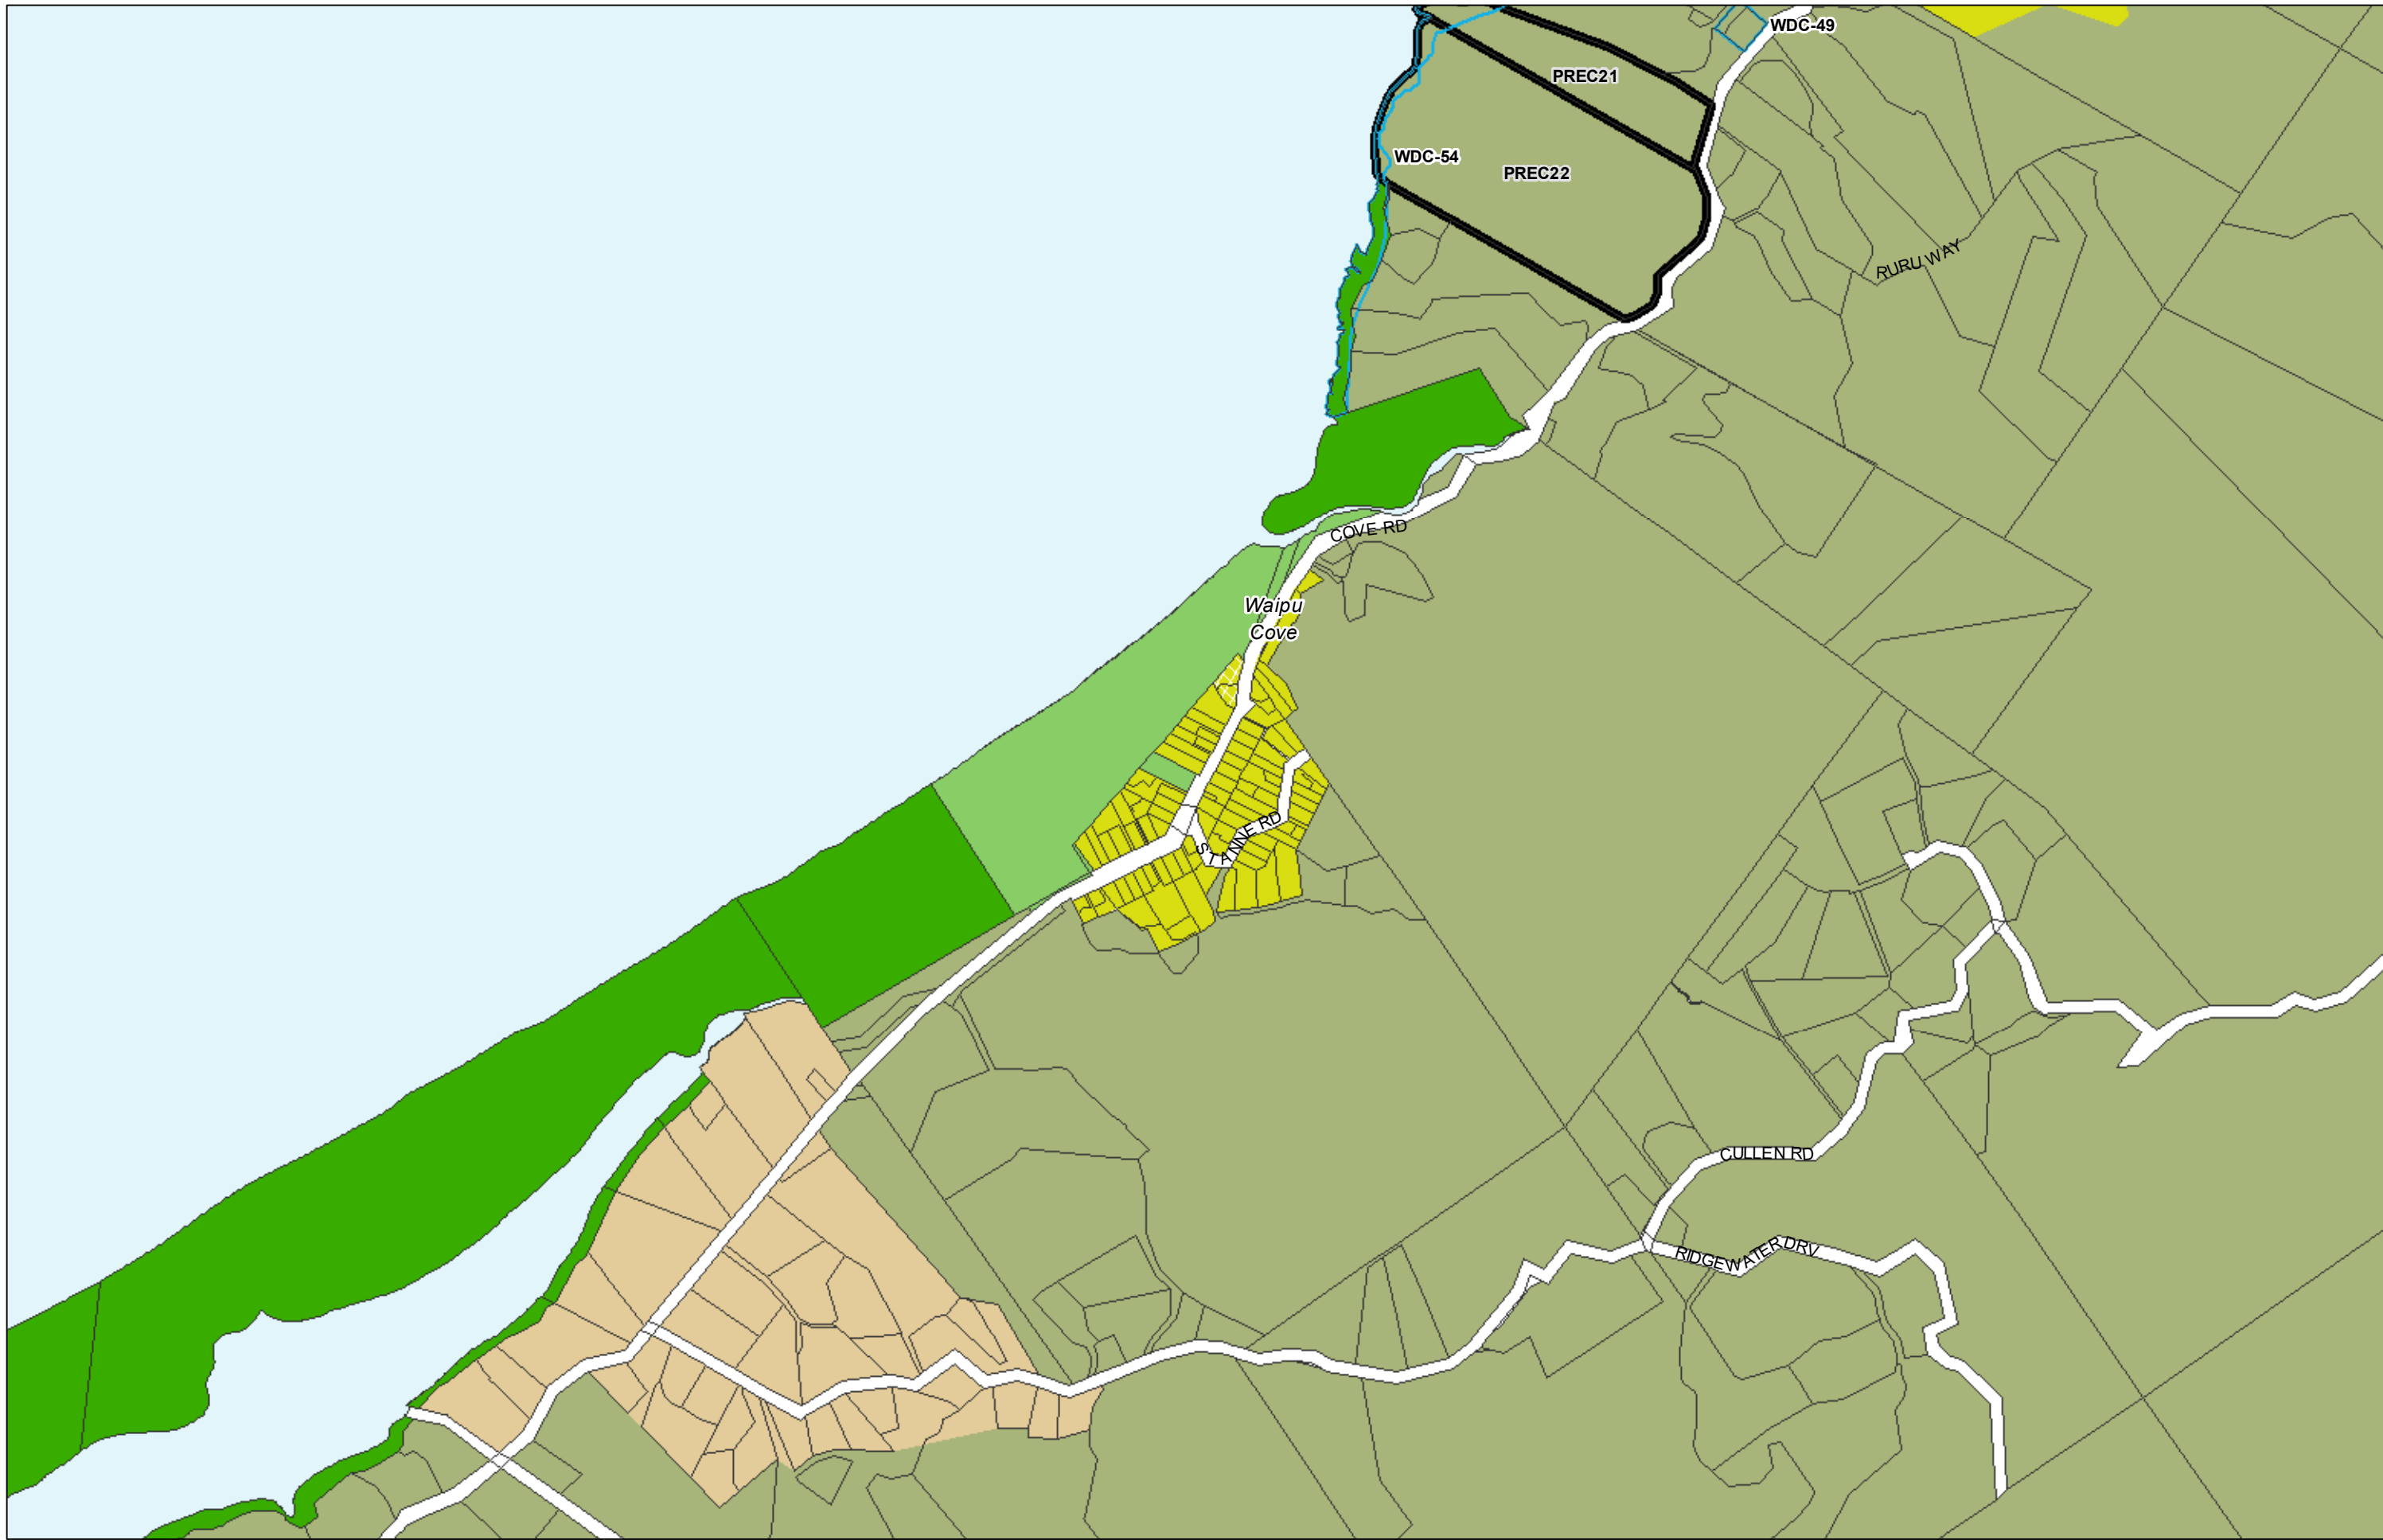 WDC-49
PREC21
WDC-54
PREC22
RURU WAY
COVE RD
Waipu
Cove
ST ANNE RD
CULLEN RD
RIDGEWATER DRV